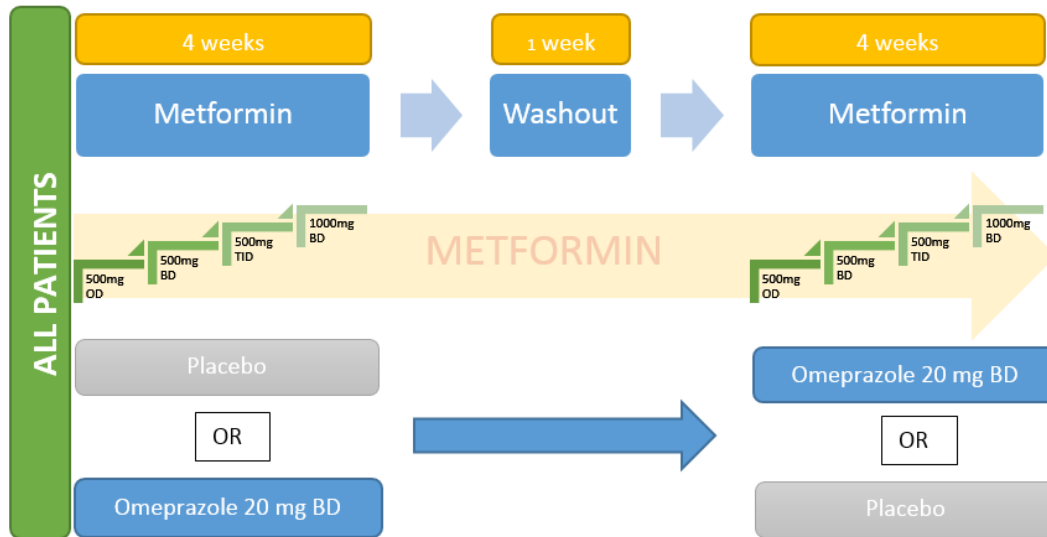 ALL PATIENTS
4 weeks
1 week
4 weeks
Metformin
Washout
Metformin
METFORMIN
500mg
OD
500mg
BD
500mg
TID
1000mg
BD
500mg
OD
500mg
BD
500mg
TID
1000mg
BD
Placebo
OR
Omeprazole 20 mg BD
Omeprazole 20 mg BD
OR
Placebo